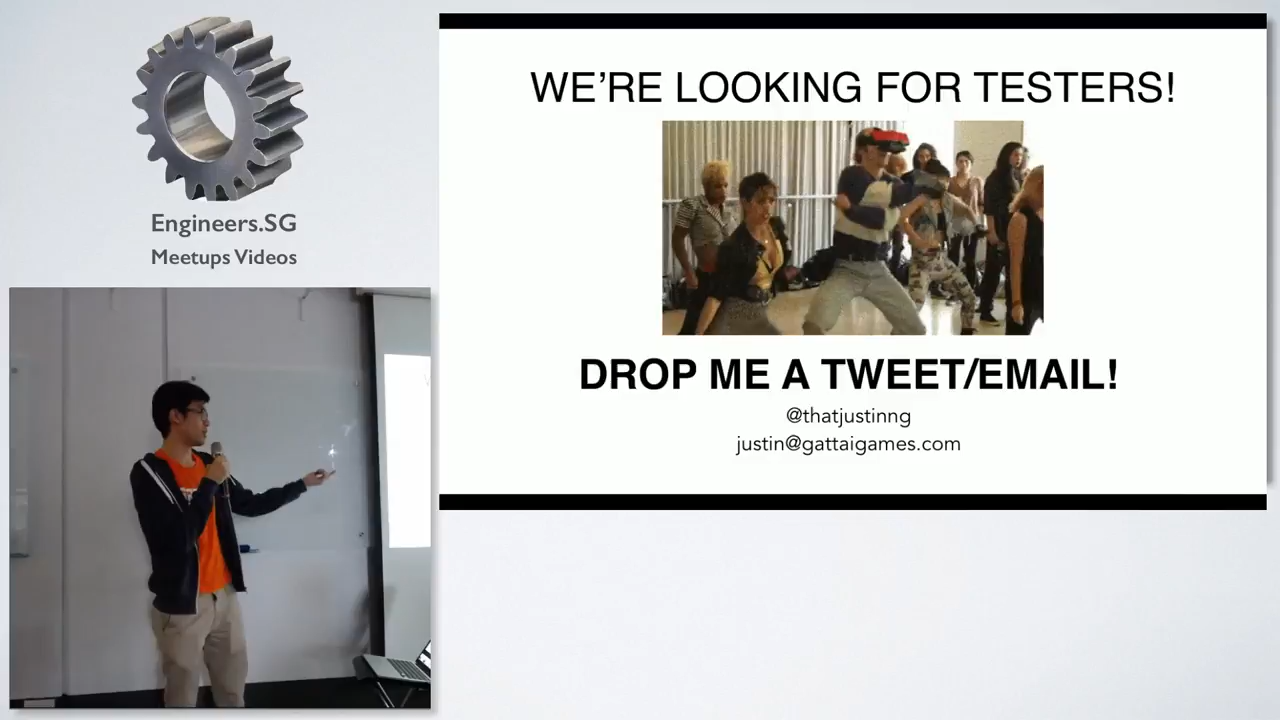 Engineers.SG
Meetups Videos
WE'RE LOOKING FOR TESTERS!
DROP ME A TWEET/EMAIL!
@thatjustinng
justin@gattaigames.com